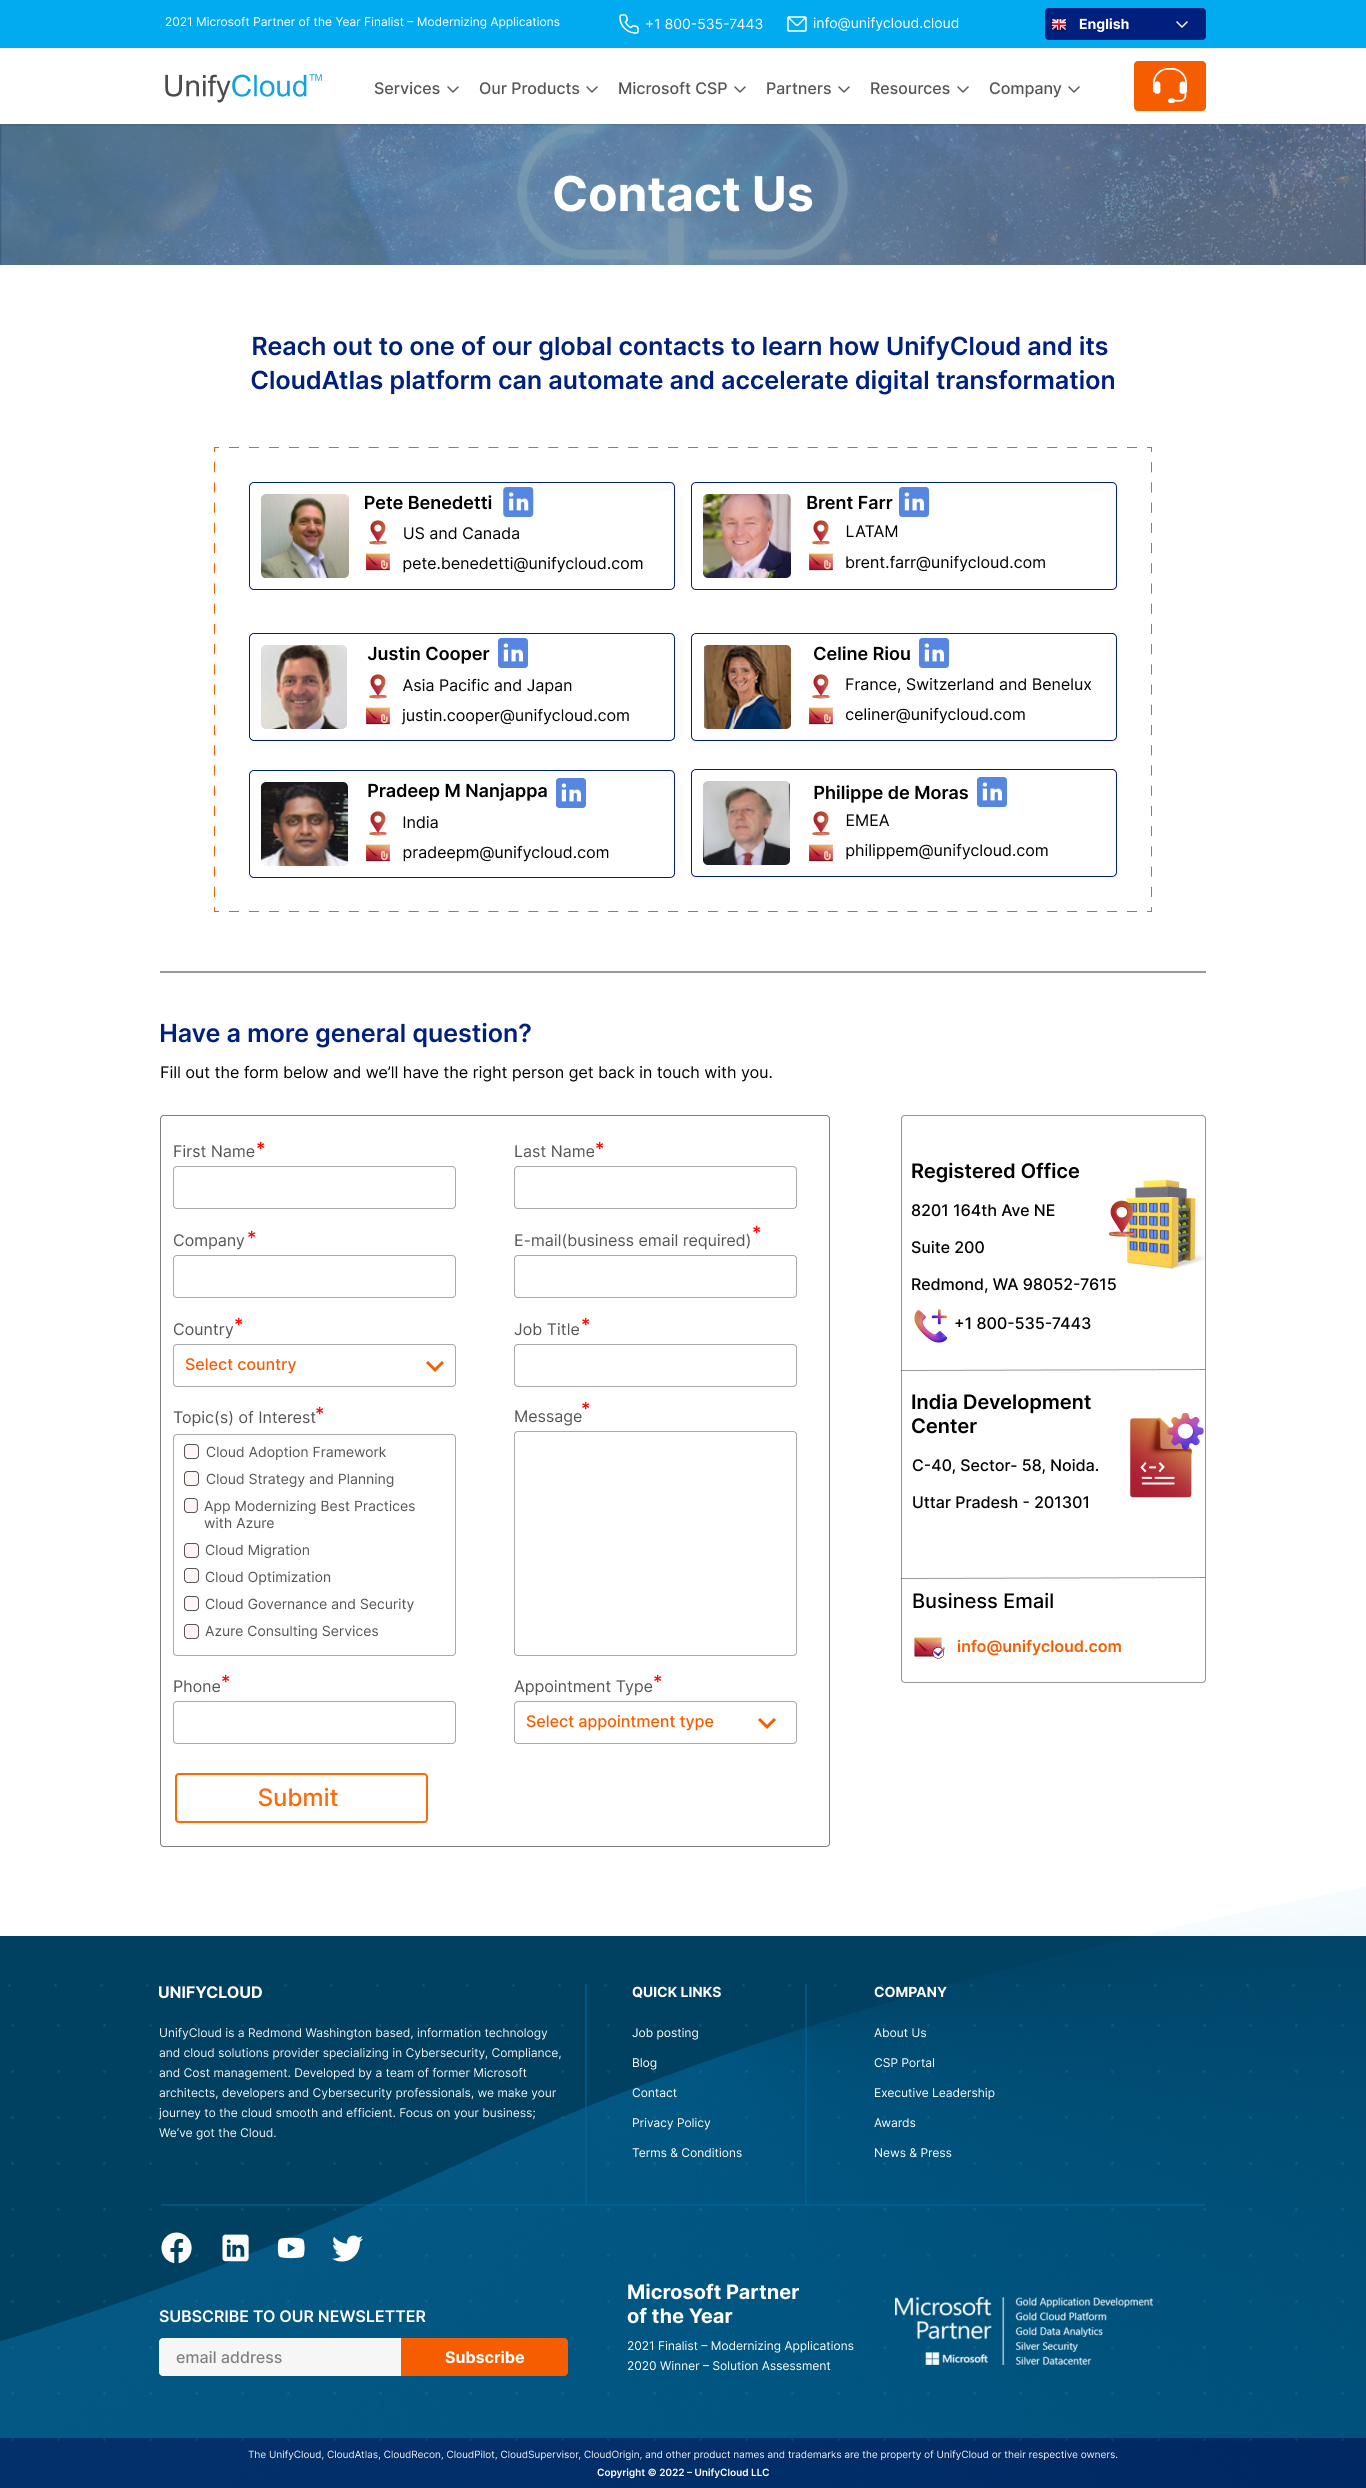 2021 Microsoft Partner of the Year Finalist – Modernizing Applications
+1 800-535-7443
info@unifycloud.cloud
English
UnifyCloud™
Services
Our Products
Microsoft CSP
Partners
Resources
Company
Contact Us
Reach out to one of our global contacts to learn how UnifyCloud and its
CloudAtlas platform can automate and accelerate digital transformation
Pete Benedetti in
US and Canada
pete.benedetti@unifycloud.com
Brent Farr in
LATAM
brent.farr@unifycloud.com
Justin Cooper in
Asia Pacific and Japan
justin.cooper@unifycloud.com
Celine Riou in
France, Switzerland and Benelux
celiner@unifycloud.com
Pradeep M Nanjappa in
India
pradeepm@unifycloud.com
Philippe de Moras in
EMEA
philippem@unifycloud.com
Have a more general question?
Fill out the form below and we'll have the right person get back in touch with you.
First Name*
Last Name*
Company*
E-mail(business email required)*
Country*
Select country
Job Title*
Topic(s) of Interest*
Cloud Adoption Framework
Cloud Strategy and Planning
App Modernizing Best Practices
with Azure
Cloud Migration
Cloud Optimization
Cloud Governance and Security
Azure Consulting Services
Message*
Phone*
Appointment Type*
Select appointment type
Submit
Registered Office
8201 164th Ave NE
Suite 200
Redmond, WA 98052-7615
+1 800-535-7443
India Development
Center
C-40, Sector- 58, Noida.
Uttar Pradesh - 201301
Business Email
info@unifycloud.com
UNIFYCLOUD
UnifyCloud is a Redmond Washington based, information technology
and cloud solutions provider specializing in Cybersecurity, Compliance,
and Cost management. Developed by a team of former Microsoft
architects, developers and Cybersecurity professionals, we make your
journey to the cloud smooth and efficient. Focus on your business;
We've got the Cloud.
QUICK LINKS
Job posting
Blog
Contact
Privacy Policy
Terms & Conditions
COMPANY
About Us
CSP Portal
Executive Leadership
Awards
News & Press
in
SUBSCRIBE TO OUR NEWSLETTER
email address
Subscribe
Microsoft Partner
of the Year
2021 Finalist – Modernizing Applications
2020 Winner – Solution Assessment
Microsoft
Partner
Microsoft
Gold Application Development
Gold Cloud Platform
Gold Data Analytics
Silver Security
Silver Datacenter
The UnifyCloud, CloudAtlas, CloudRecon, CloudPilot, CloudSupervisor, CloudOrigin, and other product names and trademarks are the property of UnifyCloud or their respective owners.
Copyright © 2022 – UnifyCloud LLC